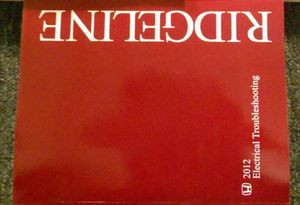 RIDGELINE
2012
Electrical Troubleshooting